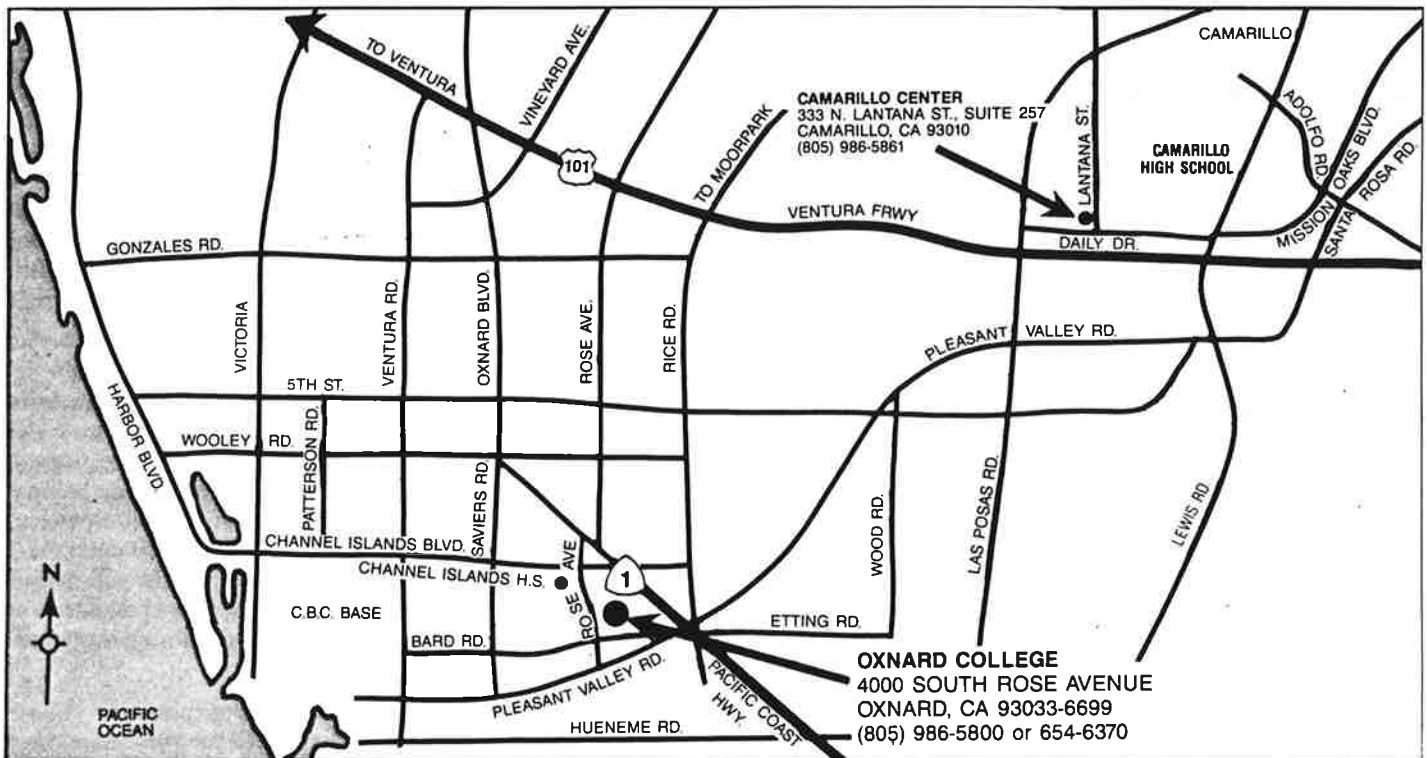 TO VENTURA
VINEYARD AVE.
101
TO MOORPARK
CAMARILLO CENTER
333 N. LANTANA ST., SUITE 257
CAMARILLO, CA 93010
(805) 986-5861
LANTANA ST.
CAMARILLO
ADOLFO RD.
CAMARILLO
HIGH SCHOOL
MISSION OAKS BLVD.
SANTA ROSA RD.
VENTURA FRWY
DAILY DR.
GONZALES RD.
VICTORIA
VENTURA RD.
OXNARD BLVD.
ROSE AVE.
RICE RD.
PLEASANT VALLEY RD.
5TH ST.
HARBOR BLVD.
WOOLEY RD.
PATTERSON RD.
SAVIERS RD.
WOOD RD.
LAS POSAS RD.
LEWIS RD
CHANNEL ISLANDS BLVD.
CHANNEL ISLANDS H.S.
ROSE AVE
1
N
C.B.C. BASE
BARD RD.
ETTING RD.
PLEASANT VALLEY RD.
PACIFIC COAST
HWY.
HUENEME RD.
PACIFIC
OCEAN
OXNARD COLLEGE
4000 SOUTH ROSE AVENUE
OXNARD, CA 93033-6699
(805) 986-5800 or 654-6370